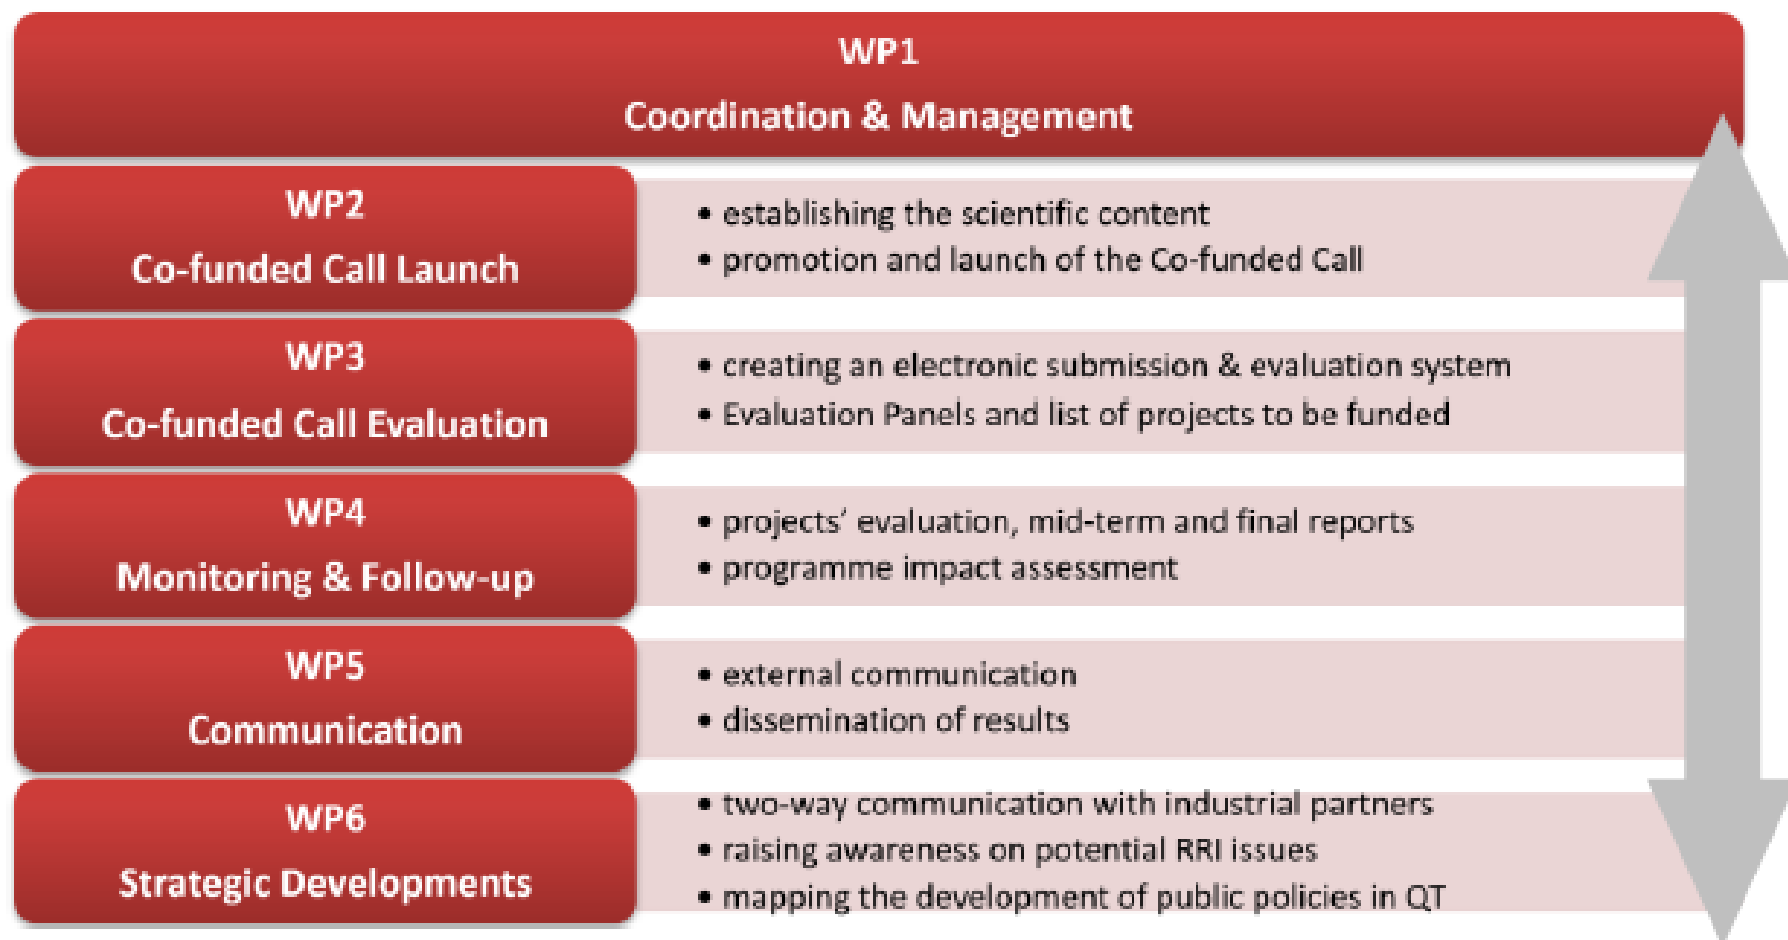 WP1
Coordination & Management
WP2
Co-funded Call Launch
• establishing the scientific content
• promotion and launch of the Co-funded Call
WP3
Co-funded Call Evaluation
• creating an electronic submission & evaluation system
• Evaluation Panels and list of projects to be funded
WP4
Monitoring & Follow-up
• projects’ evaluation, mid-term and final reports
• programme impact assessment
WP5
Communication
• external communication
• dissemination of results
WP6
Strategic Developments
• two-way communication with industrial partners
• raising awareness on potential RRI issues
• mapping the development of public policies in QT